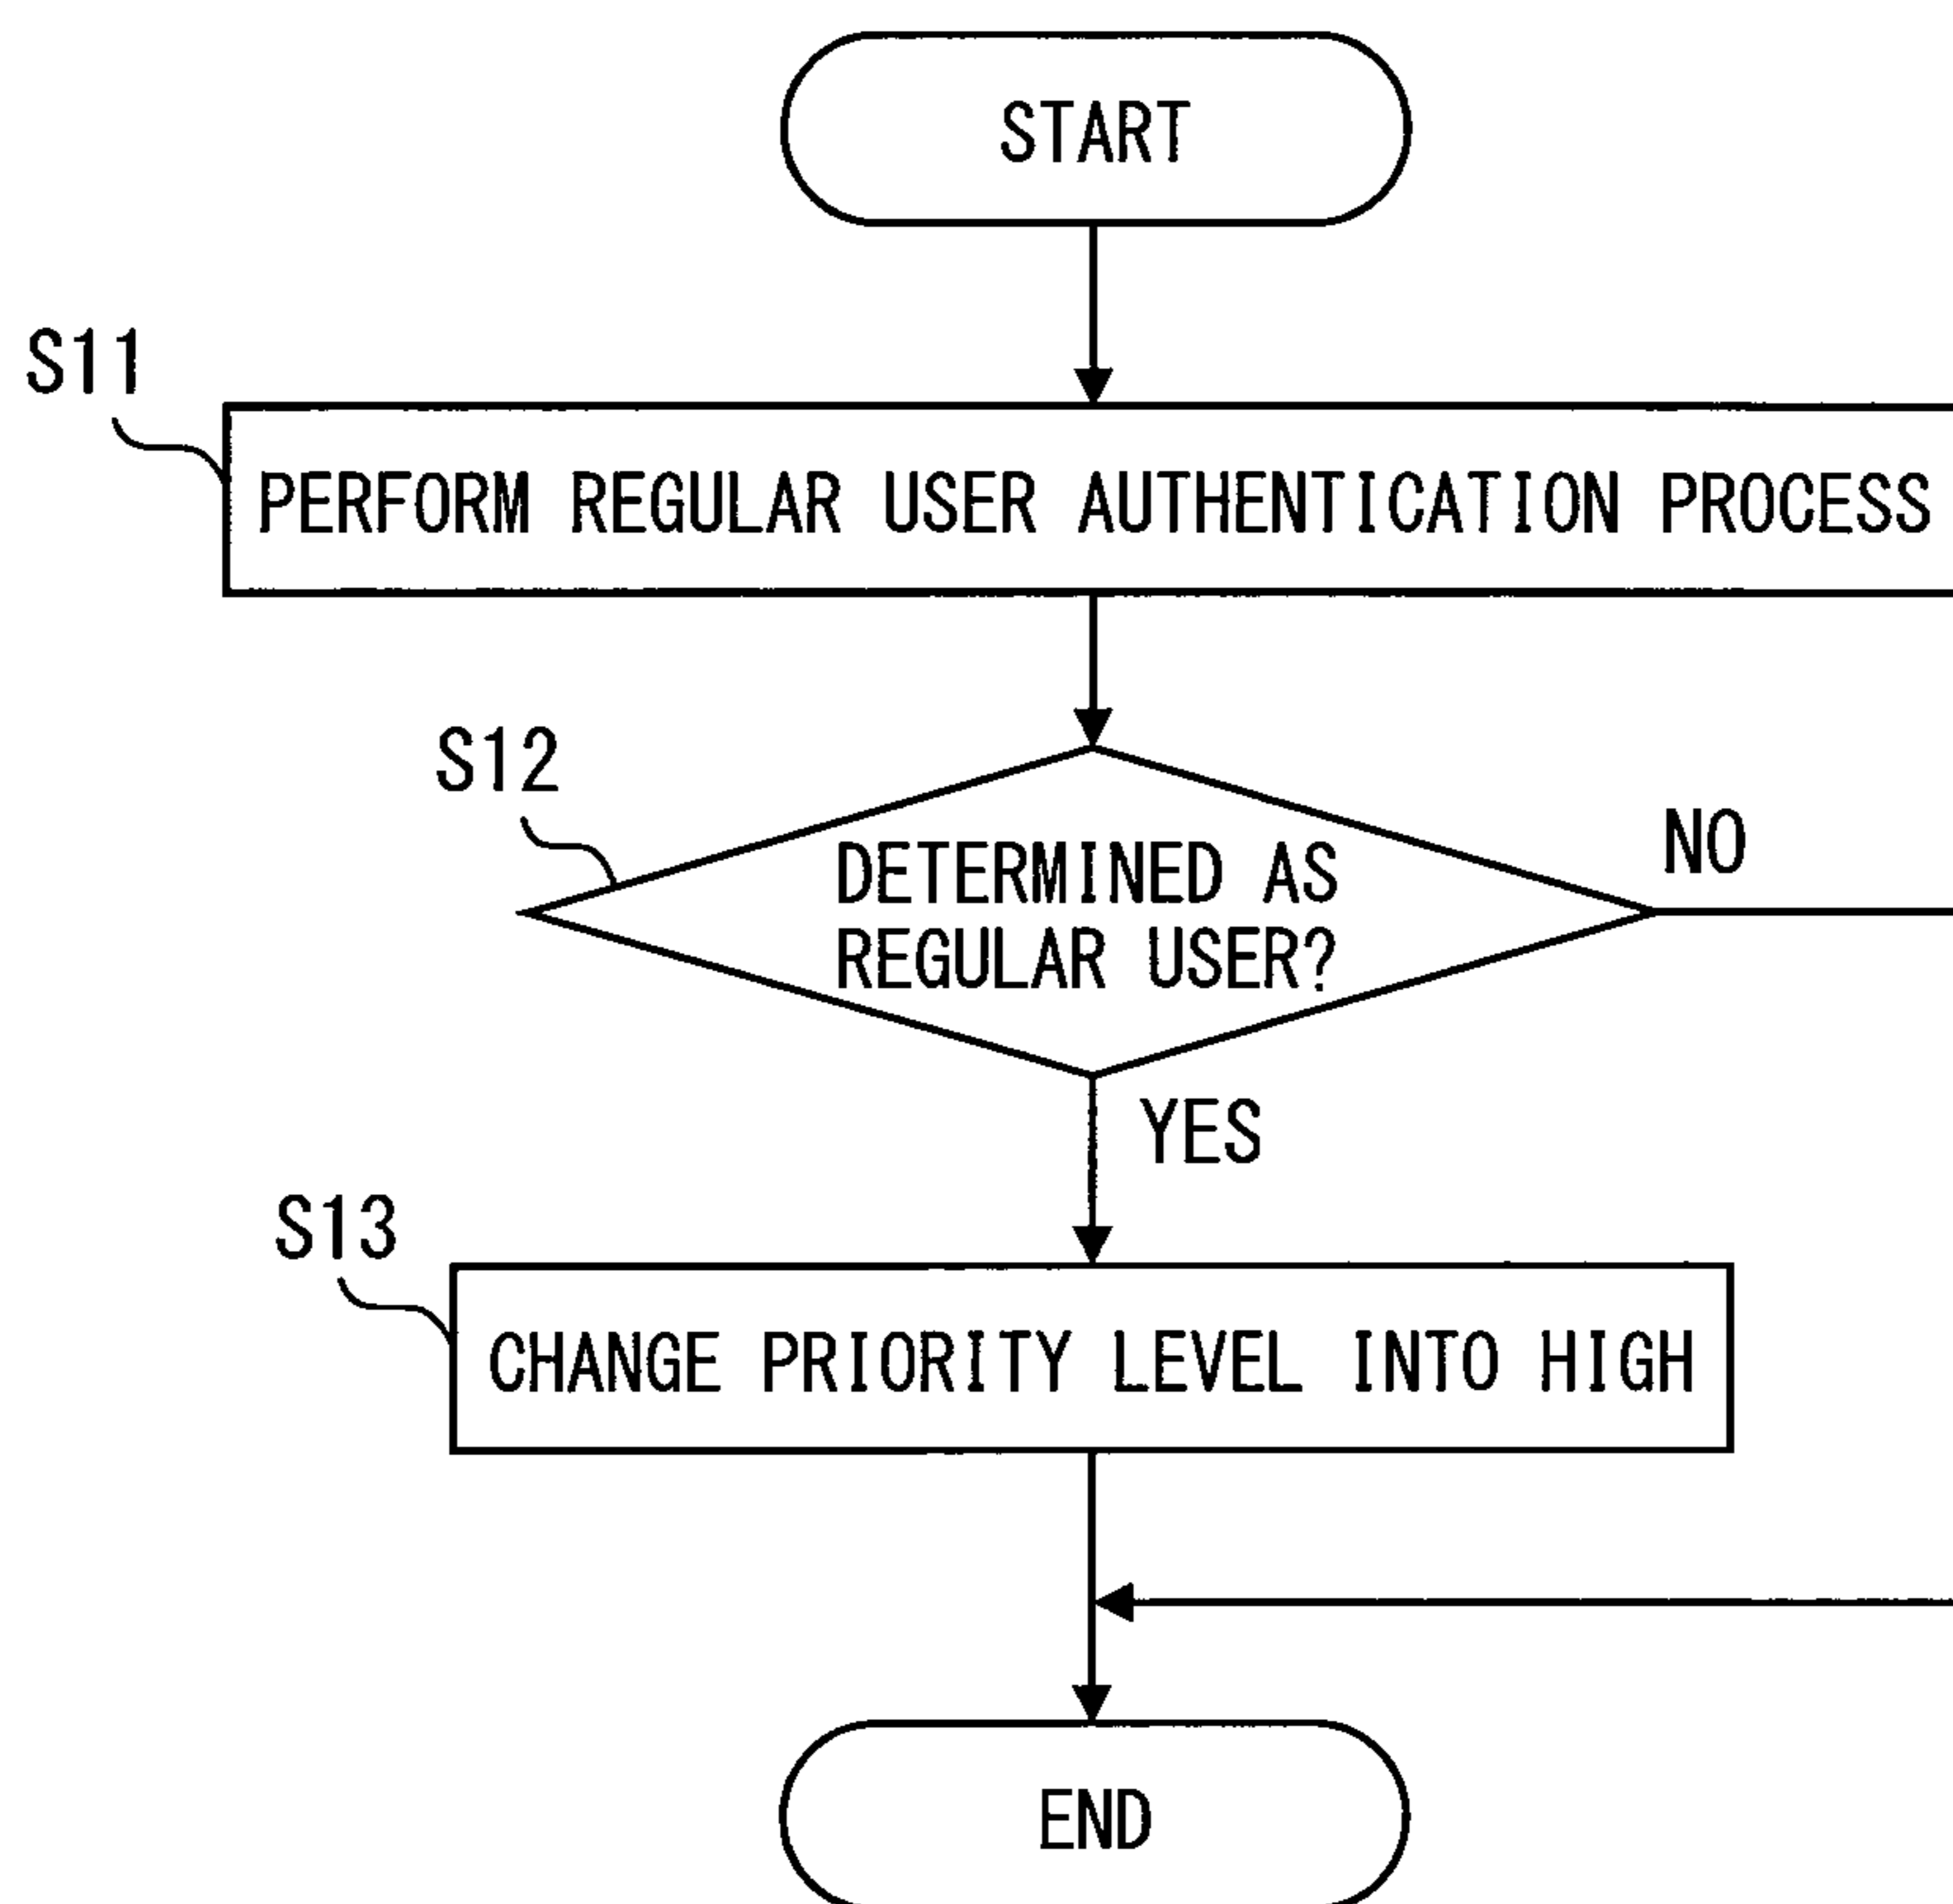 START
S11
PERFORM REGULAR USER AUTHENTICATION PROCESS
S12
DETERMINED AS
REGULAR USER?
NO
YES
S13
CHANGE PRIORITY LEVEL INTO HIGH
END